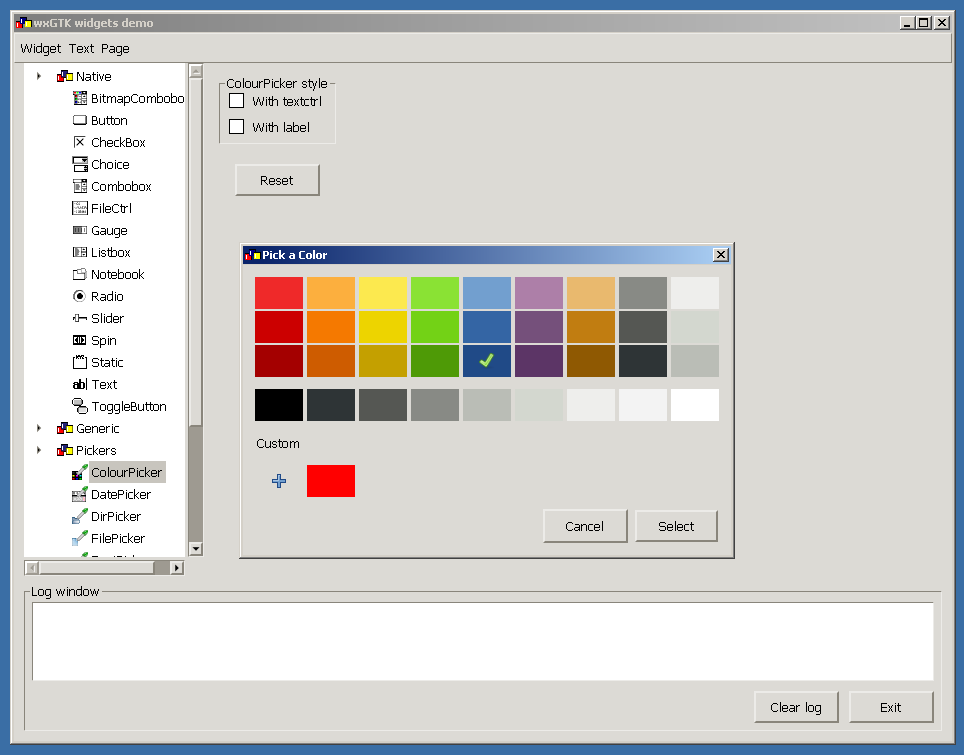 wxGTK widgets demo
Widget Text Page
Native
BitmapCombobo
Button
CheckBox
Choice
Combobox
FileCtrl
Gauge
Listbox
Notebook
Radio
Slider
Spin
Static
Text
ToggleButton
Generic
Pickers
ColourPicker
DatePicker
DirPicker
FilePicker
ColourPicker style
With textctrl
With label
Reset
Pick a Color
Custom
Cancel Select
Log window
Clear log Exit